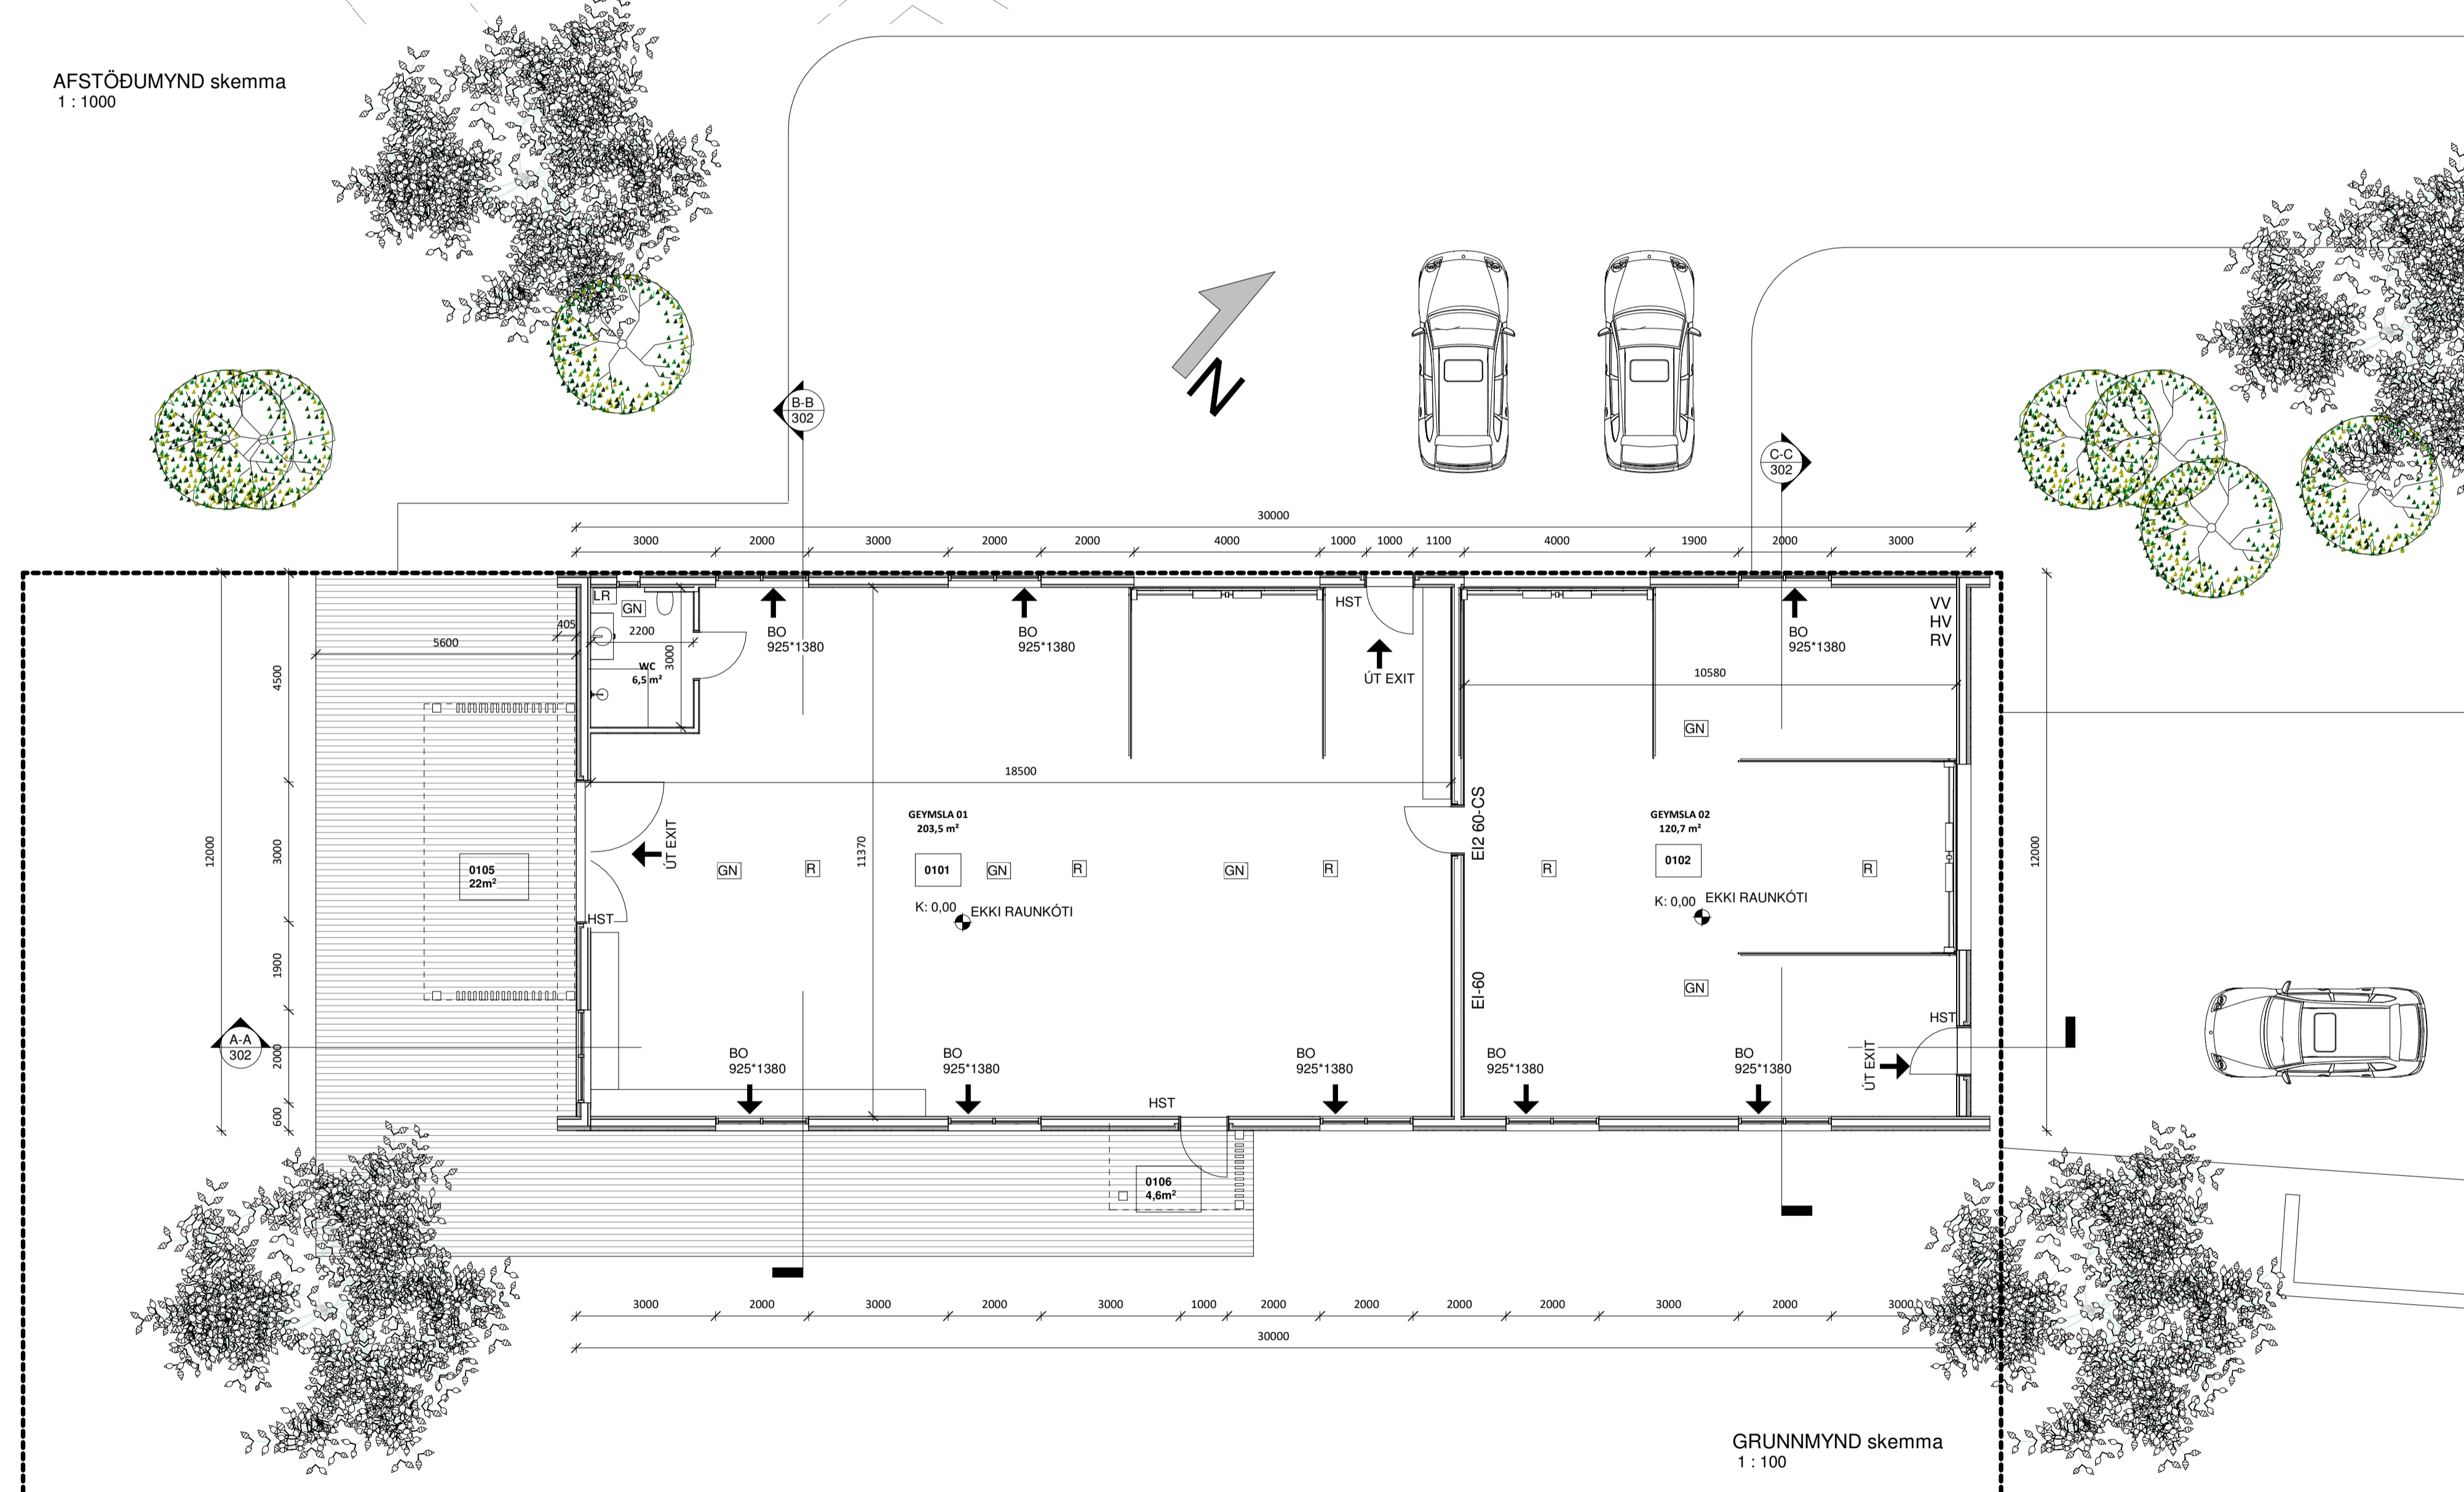 AFSTÖÐUMYND skemma
1 : 1000
N
B-B
302
C-C
302
30000
3000
2000
3000
2000
2000
4000
1000
1000
1100
4000
1900
2000
3000
LR
GN
405
2200
3000
WC
6,5 m²
5600
4500
12000
3000
1900
2000
600
BO
925*1380
BO
925*1380
HST
ÚT EXIT
BO
925*1380
VV
HV
RV
10580
GN
18500
11370
GEYMSLA 01
203,5 m²
0101
K: 0,00
EKKI RAUNKÓTI
GN
R
GN
R
GN
R
ÚT EXIT
HST
0105
22m²
EI2 60-CS
EI-60
GEYMSLA 02
120,7 m²
0102
K: 0,00
EKKI RAUNKÓTI
R
R
GN
12000
A-A
302
BO
925*1380
BO
925*1380
BO
925*1380
BO
925*1380
BO
925*1380
HST
ÚT EXIT
HST
0106
4,6m²
3000
2000
3000
2000
3000
1000
2000
2000
2000
2000
3000
2000
3000
30000
GRUNNMYND skemma
1 : 100